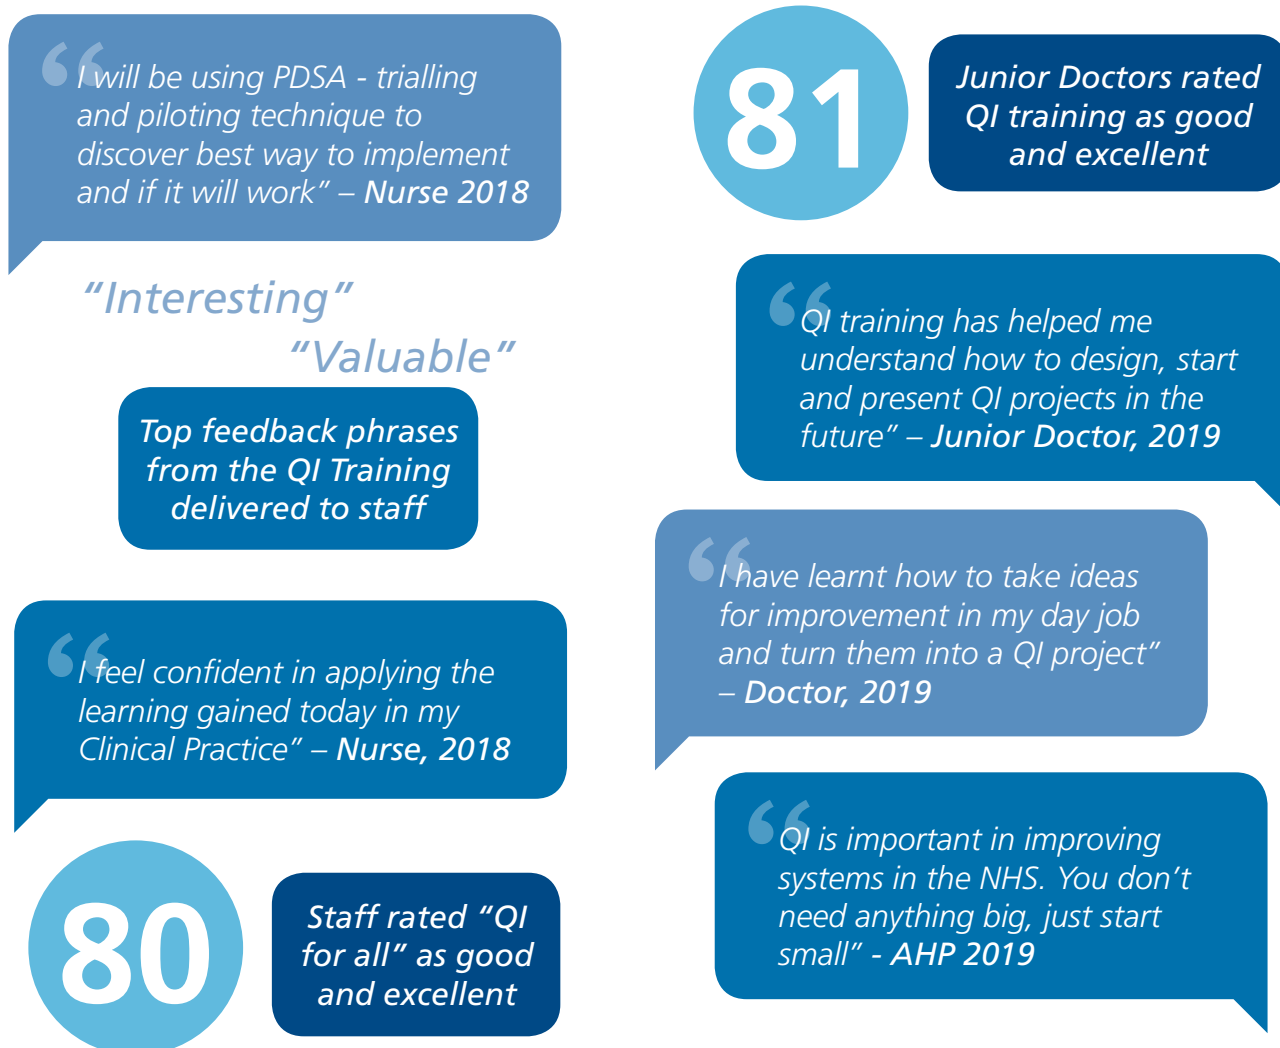 “I will be using PDSA - trialling
and piloting technique to
discover best way to implement
and if it will work” – Nurse 2018
“Interesting”
“Valuable”
Top feedback phrases
from the QI Training
delivered to staff
“I feel confident in applying the
learning gained today in my
Clinical Practice” – Nurse, 2018
80
Staff rated “QI
for all” as good
and excellent
81
Junior Doctors rated
QI training as good
and excellent
“QI training has helped me
understand how to design, start
and present QI projects in the
future” – Junior Doctor, 2019
“I have learnt how to take ideas
for improvement in my day job
and turn them into a QI project”
– Doctor, 2019
“QI is important in improving
systems in the NHS. You don’t
need anything big, just start
small” - AHP 2019